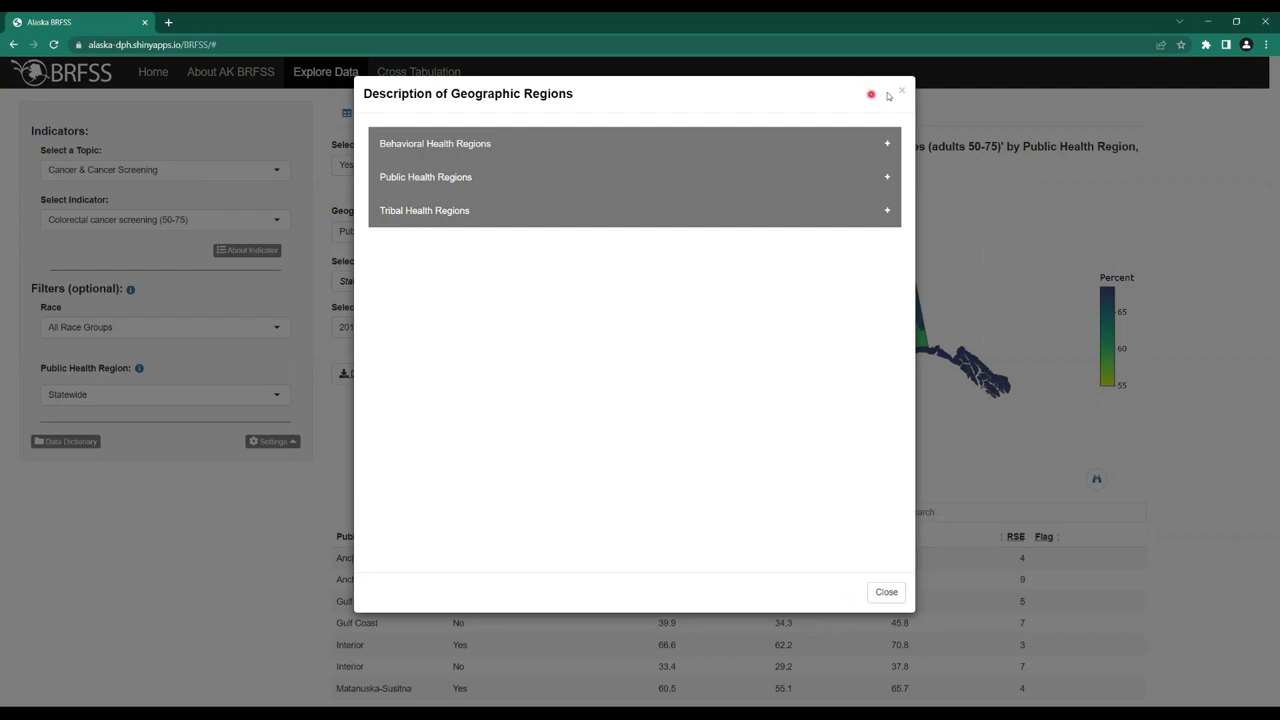 Alaska BRFSS
alaska-dph.shinyapps.io/BRFSS/#
BRFSS
Home
About AK BRFSS
Explore Data
Cross Tabulation
Description of Geographic Regions
Behavioral Health Regions
Public Health Regions
Tribal Health Regions
Close
Indicators:
Select a Topic:
Cancer & Cancer Screening
Select Indicator:
Colorectal cancer screening (50-75)
About Indicator
Filters (optional):
Race
All Race Groups
Public Health Region:
Statewide
Data Dictionary
Settings
(adults 50-75)' by Public Health Region,
Percent
65
60
55
RSE Flag
4
9
5
Gulf Coast No 39.9 34.3 45.8 7
Interior Yes 66.6 62.2 70.8 3
Interior No 33.4 29.2 37.8 7
Matanuska-Susitna Yes 60.5 55.1 65.7 4